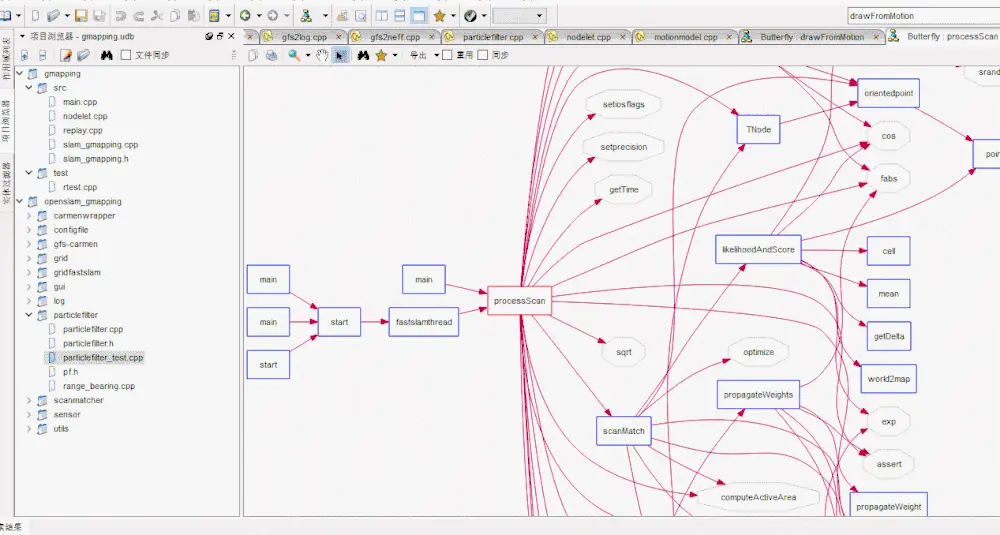 drawFromMotion
项目浏览器 - gmapping.udb
gfs2log.cpp
gfs2neff.cpp
particlefilter.cpp
nodelet.cpp
motionmodel.cpp
Butterfly : drawFromMotion
Butterfly : processScan
文件同步
导出
重用
同步
作用域列表
项目浏览器
实体过滤器
gmapping
src
main.cpp
nodelet.cpp
replay.cpp
slam_gmapping.cpp
slam_gmapping.h
test
rtest.cpp
openslam_gmapping
carmenwrapper
configfile
gfs-carmen
grid
gridfastslam
gui
log
particlefilter
particlefilter.cpp
particlefilter.h
particlefilter_test.cpp
pf.h
range_bearing.cpp
scanmatcher
sensor
utils
srand
orientedpoint
setiosflags
TNode
cos
setprecision
poin
fabs
getTime
likelihoodAndScore
cell
main
main
mean
processScan
main
start
fastslamthread
getDelta
start
sqrt
optimize
world2map
propagateWeights
exp
scanMatch
assert
computeActiveArea
propagateWeight
索结果